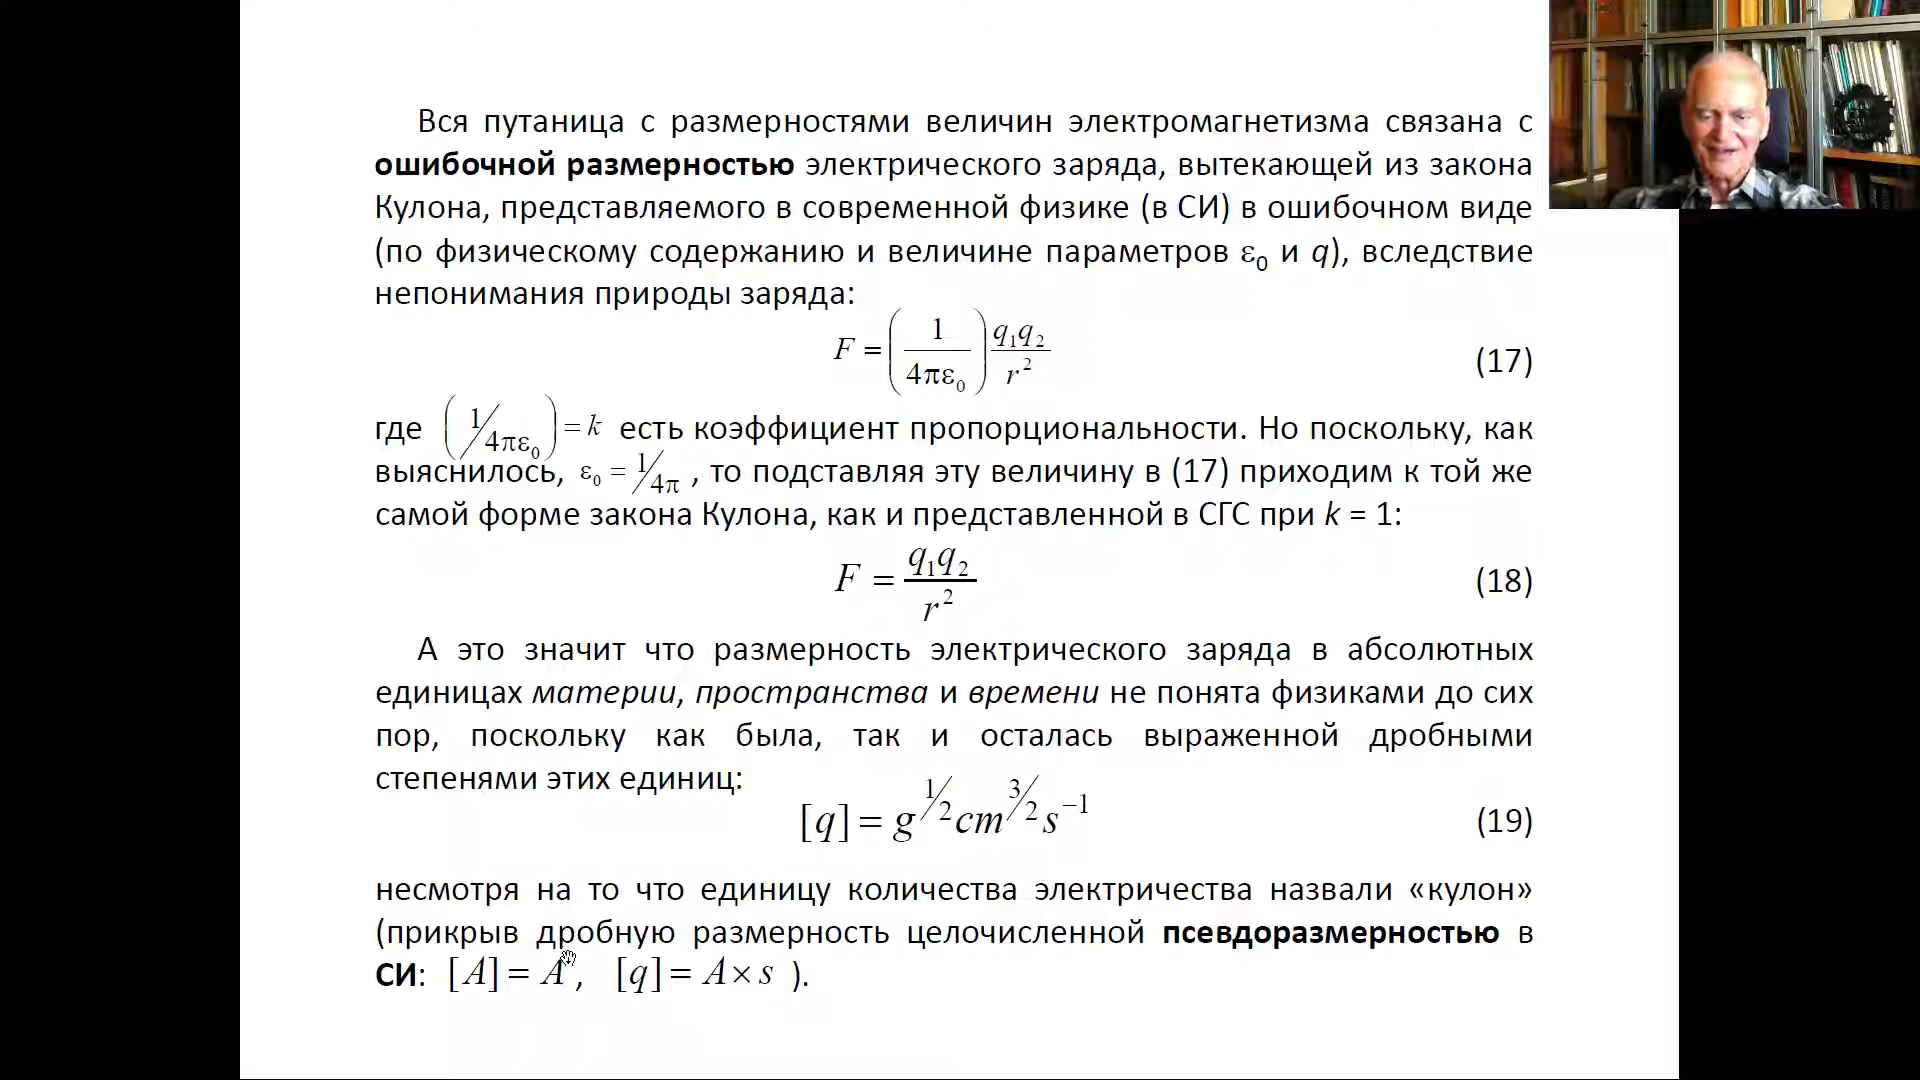 Вся путаница с размерностями величин электромагнетизма связана с
ошибочной размерностью электрического заряда, вытекающей из закона
Кулона, представляемого в современной физике (в СИ) в ошибочном виде
(по физическому содержанию и величине параметров ε₀ и q), вследствие
непонимания природы заряда:
F = (1/4πε₀) q₁q₂/r² (17)
где (1/4πε₀) = k есть коэффициент пропорциональности. Но поскольку, как
выяснилось, ε₀ = 1/4π , то подставляя эту величину в (17) приходим к той же
самой форме закона Кулона, как и представленной в СГС при k = 1:
F = q₁q₂/r² (18)
А это значит что размерность электрического заряда в абсолютных
единицах материи, пространства и времени не понята физиками до сих
пор, поскольку как была, так и осталась выраженной дробными
степенями этих единиц:
[q] = g^1/2 cm^3/2 s⁻¹ (19)
несмотря на то что единицу количества электричества назвали «кулон»
(прикрыв дробную размерность целочисленной псевдоразмерностью в
СИ: [A] = A, [q] = A × s ).